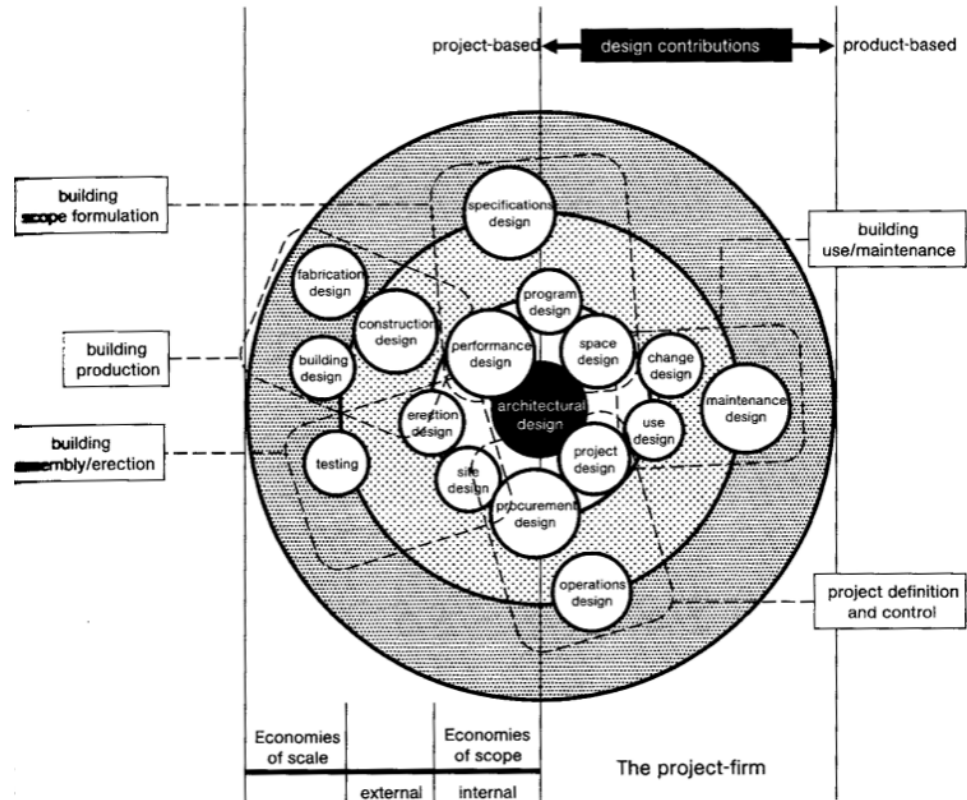 project-based
design contributions
product-based
building
scope formulation
specifications
design
building
use/maintenance
fabrication
design
program
design
construction
design
performance
design
space
design
change
design
building
production
building
design
maintenance
design
architectural
design
erection
design
use
design
building
assembly/erection
testing
site
design
project
design
procurement
design
operations
design
project definition
and control
Economies
of scale
Economies
of scope
external
internal
The project-firm